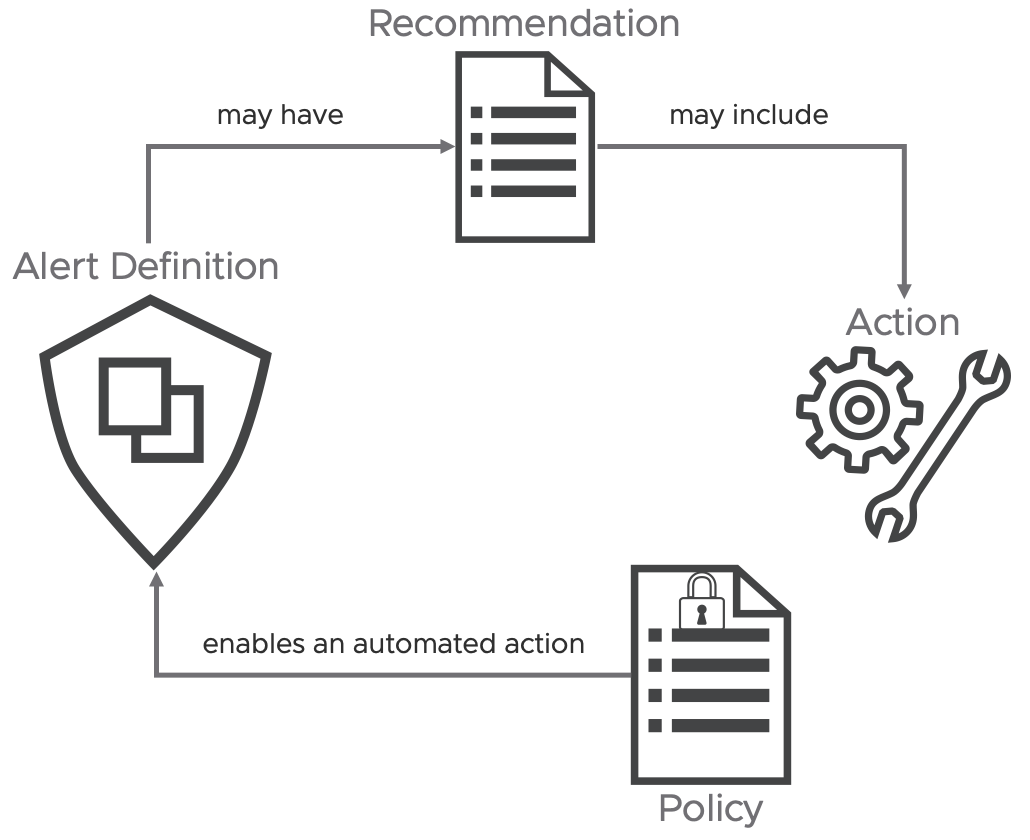 Recommendation
may have
may include
Alert Definition
Action
enables an automated action
Policy